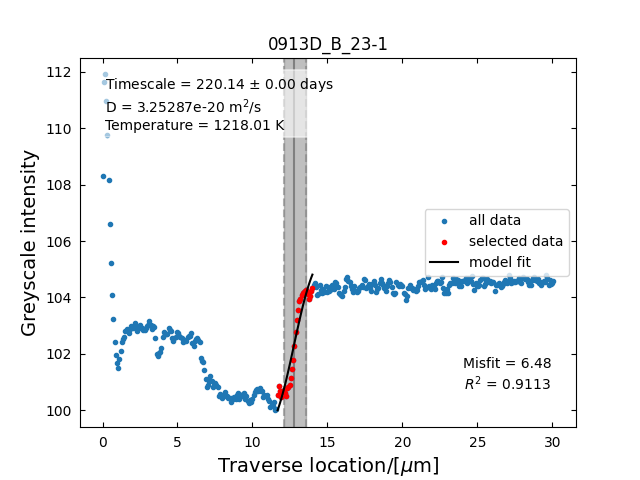 0913D_B_23-1
Timescale = 220.14 ± 0.00 days
D = 3.25287e-20 m²/s
Temperature = 1218.01 K
all data
selected data
model fit
Misfit = 6.48
R² = 0.9113
Greyscale intensity
112
110
108
106
104
102
100
0 5 10 15 20 25 30
Traverse location/[μm]